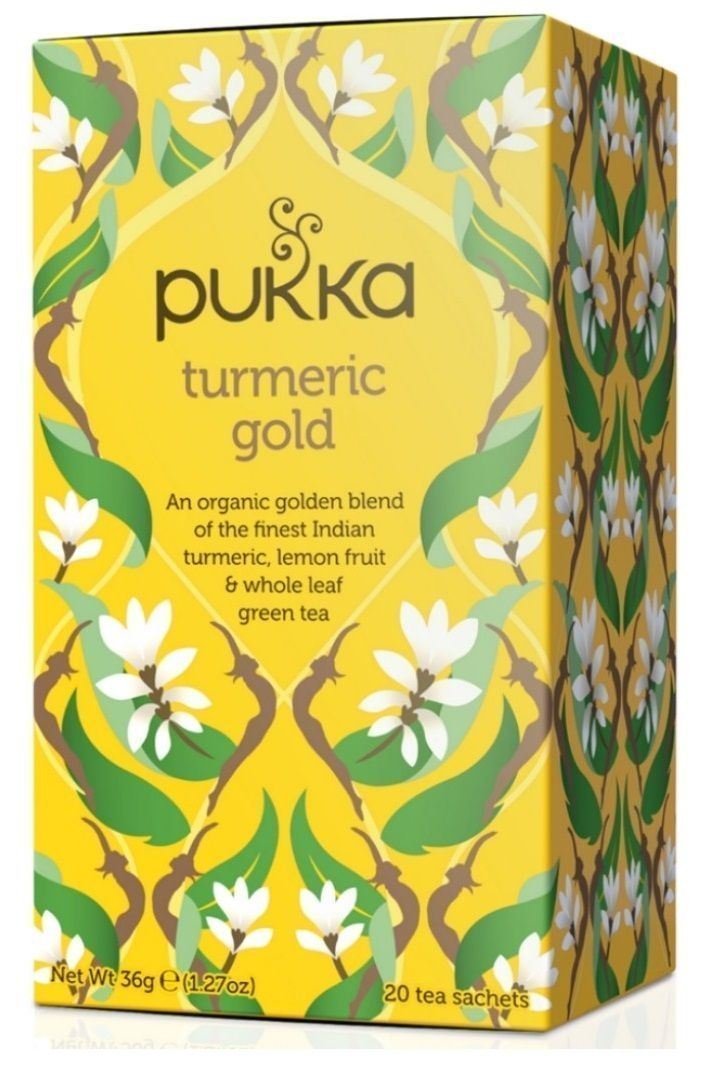 pukka
turmeric
gold
An organic golden blend
of the finest Indian
turmeric, lemon fruit
& whole leaf
green tea
Net Wt 36g ℮ (1.27oz)
20 tea sachets